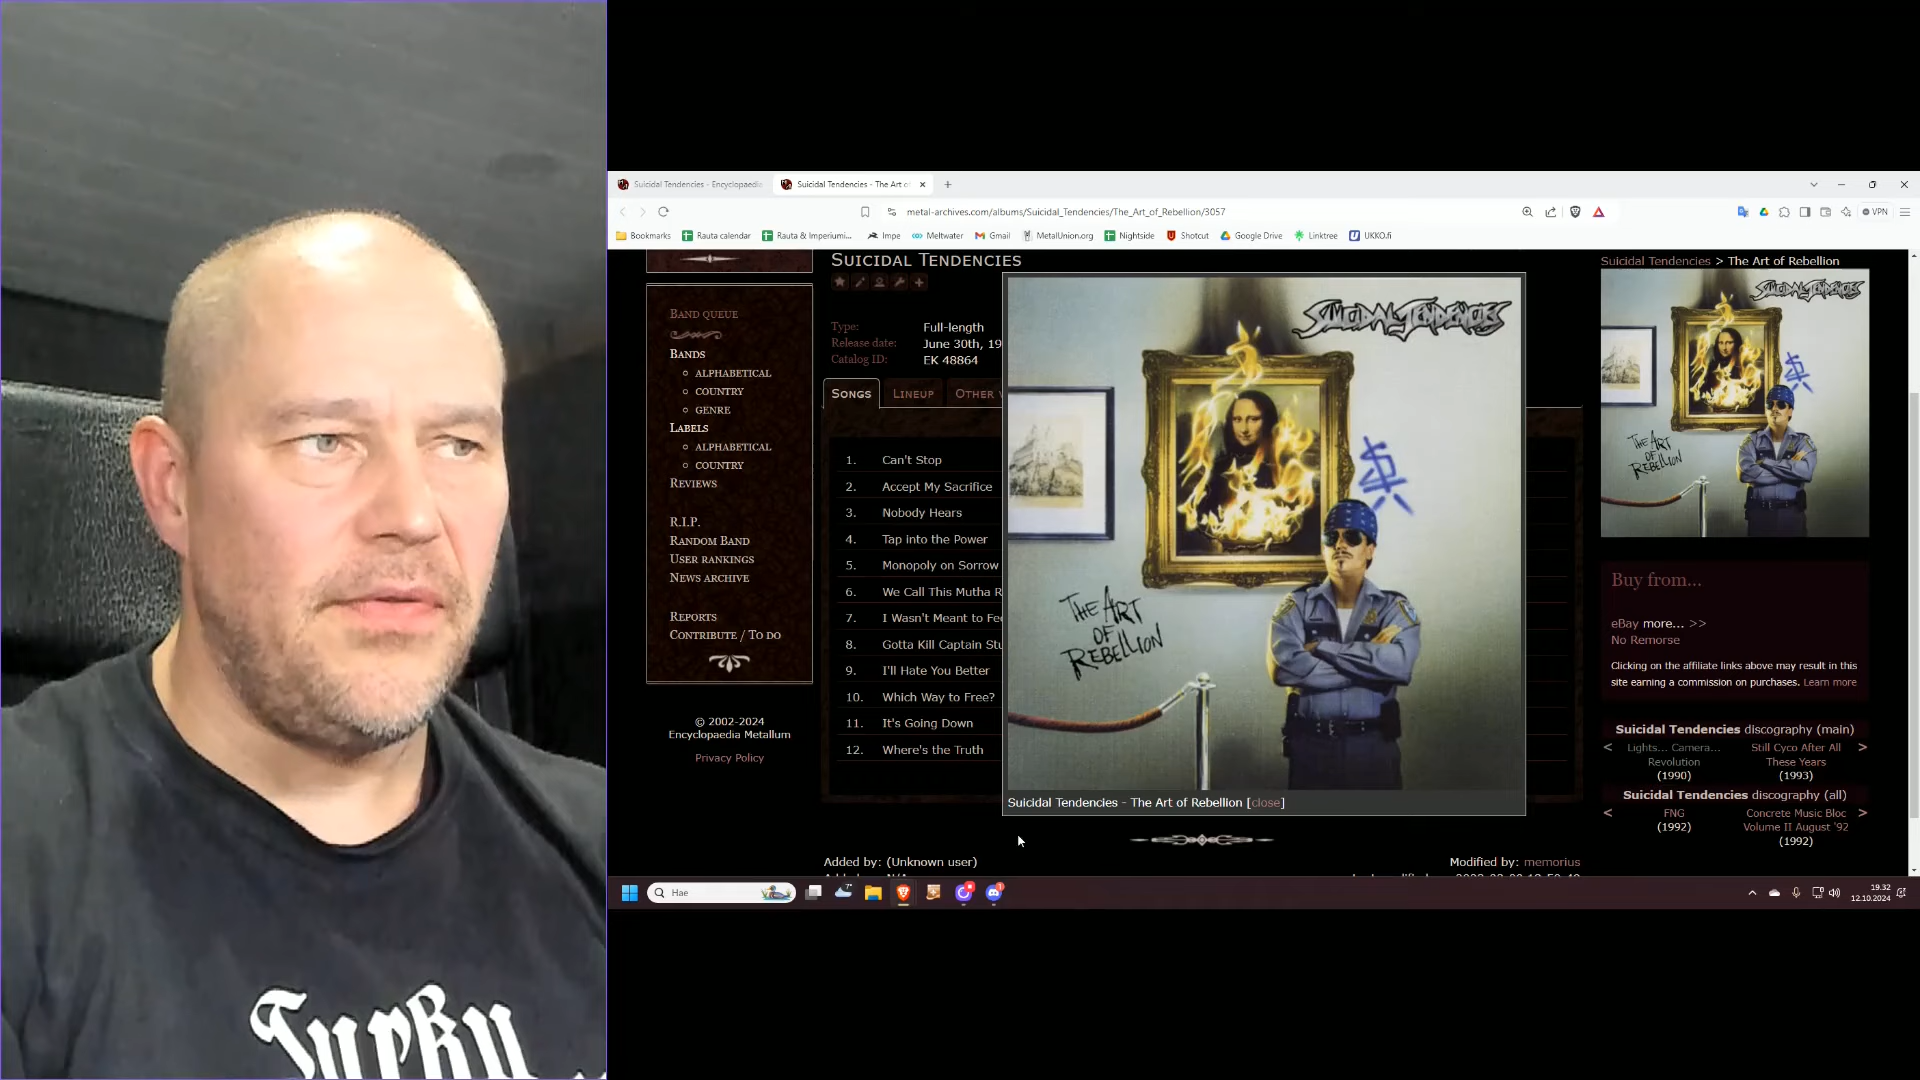 Suicidal Tendencies - Encyclopaedia
Suicidal Tendencies - The Art o
metal-archives.com/albums/Suicidal_Tendencies/The_Art_of_Rebellion/3057
VPN
Bookmarks
Rauta calendar
Rauta & Imperiumi...
Impe
Meltwater
Gmail
MetalUnion.org
Nightside
Shotcut
Google Drive
Linktree
UKKO.fi
Band queue
Bands
alphabetical
country
genre
Labels
alphabetical
country
Reviews
R.I.P.
Random Band
User rankings
News archive
Reports
Contribute / To do
© 2002-2024
Encyclopaedia Metallum
Privacy Policy
Suicidal Tendencies
Type: Full-length
Release date: June 30th, 19
Catalog ID: EK 48864
Songs
Lineup
Other v
1. Can't Stop
2. Accept My Sacrifice
3. Nobody Hears
4. Tap into the Power
5. Monopoly on Sorrow
6. We Call This Mutha R
7. I Wasn't Meant to Fee
8. Gotta Kill Captain Stu
9. I'll Hate You Better
10. Which Way to Free?
11. It's Going Down
12. Where's the Truth
Suicidal Tendencies
The Art
of
Rebellion
Suicidal Tendencies - The Art of Rebellion [close]
Added by: (Unknown user)
Modified by: memorius
Suicidal Tendencies > The Art of Rebellion
Suicidal Tendencies
The Art
of
Rebellion
Buy from...
eBay more... >>
No Remorse
Clicking on the affiliate links above may result in this
site earning a commission on purchases. Learn more
Suicidal Tendencies discography (main)
< Lights... Camera... Still Cyco After All >
Revolution These Years
(1990) (1993)
Suicidal Tendencies discography (all)
< FNG Concrete Music Bloc >
(1992) Volume II August '92
(1992)
Hae
7°
19.32
12.10.2024
Turku